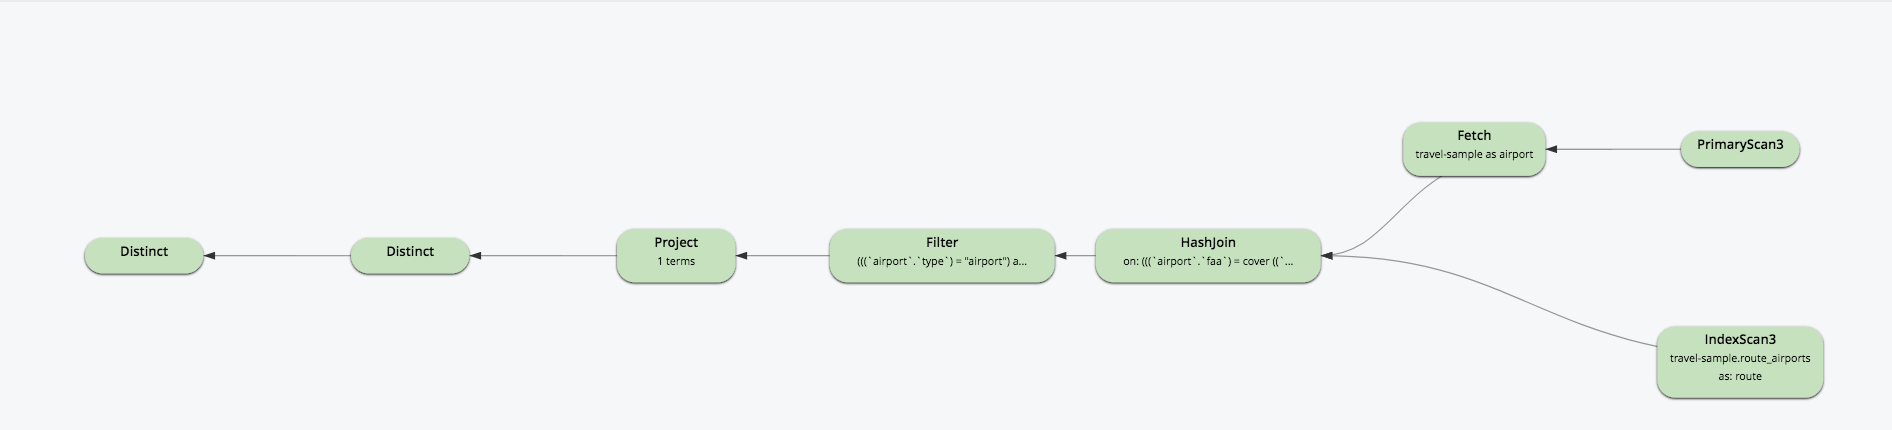 Fetch
travel-sample as airport
PrimaryScan3
Distinct
Distinct
Project
1 terms
Filter
(((`airport`.`type`) = "airport") a...
HashJoin
on: (((`airport`.`faa`) = cover ((`...
IndexScan3
travel-sample.route_airports
as: route